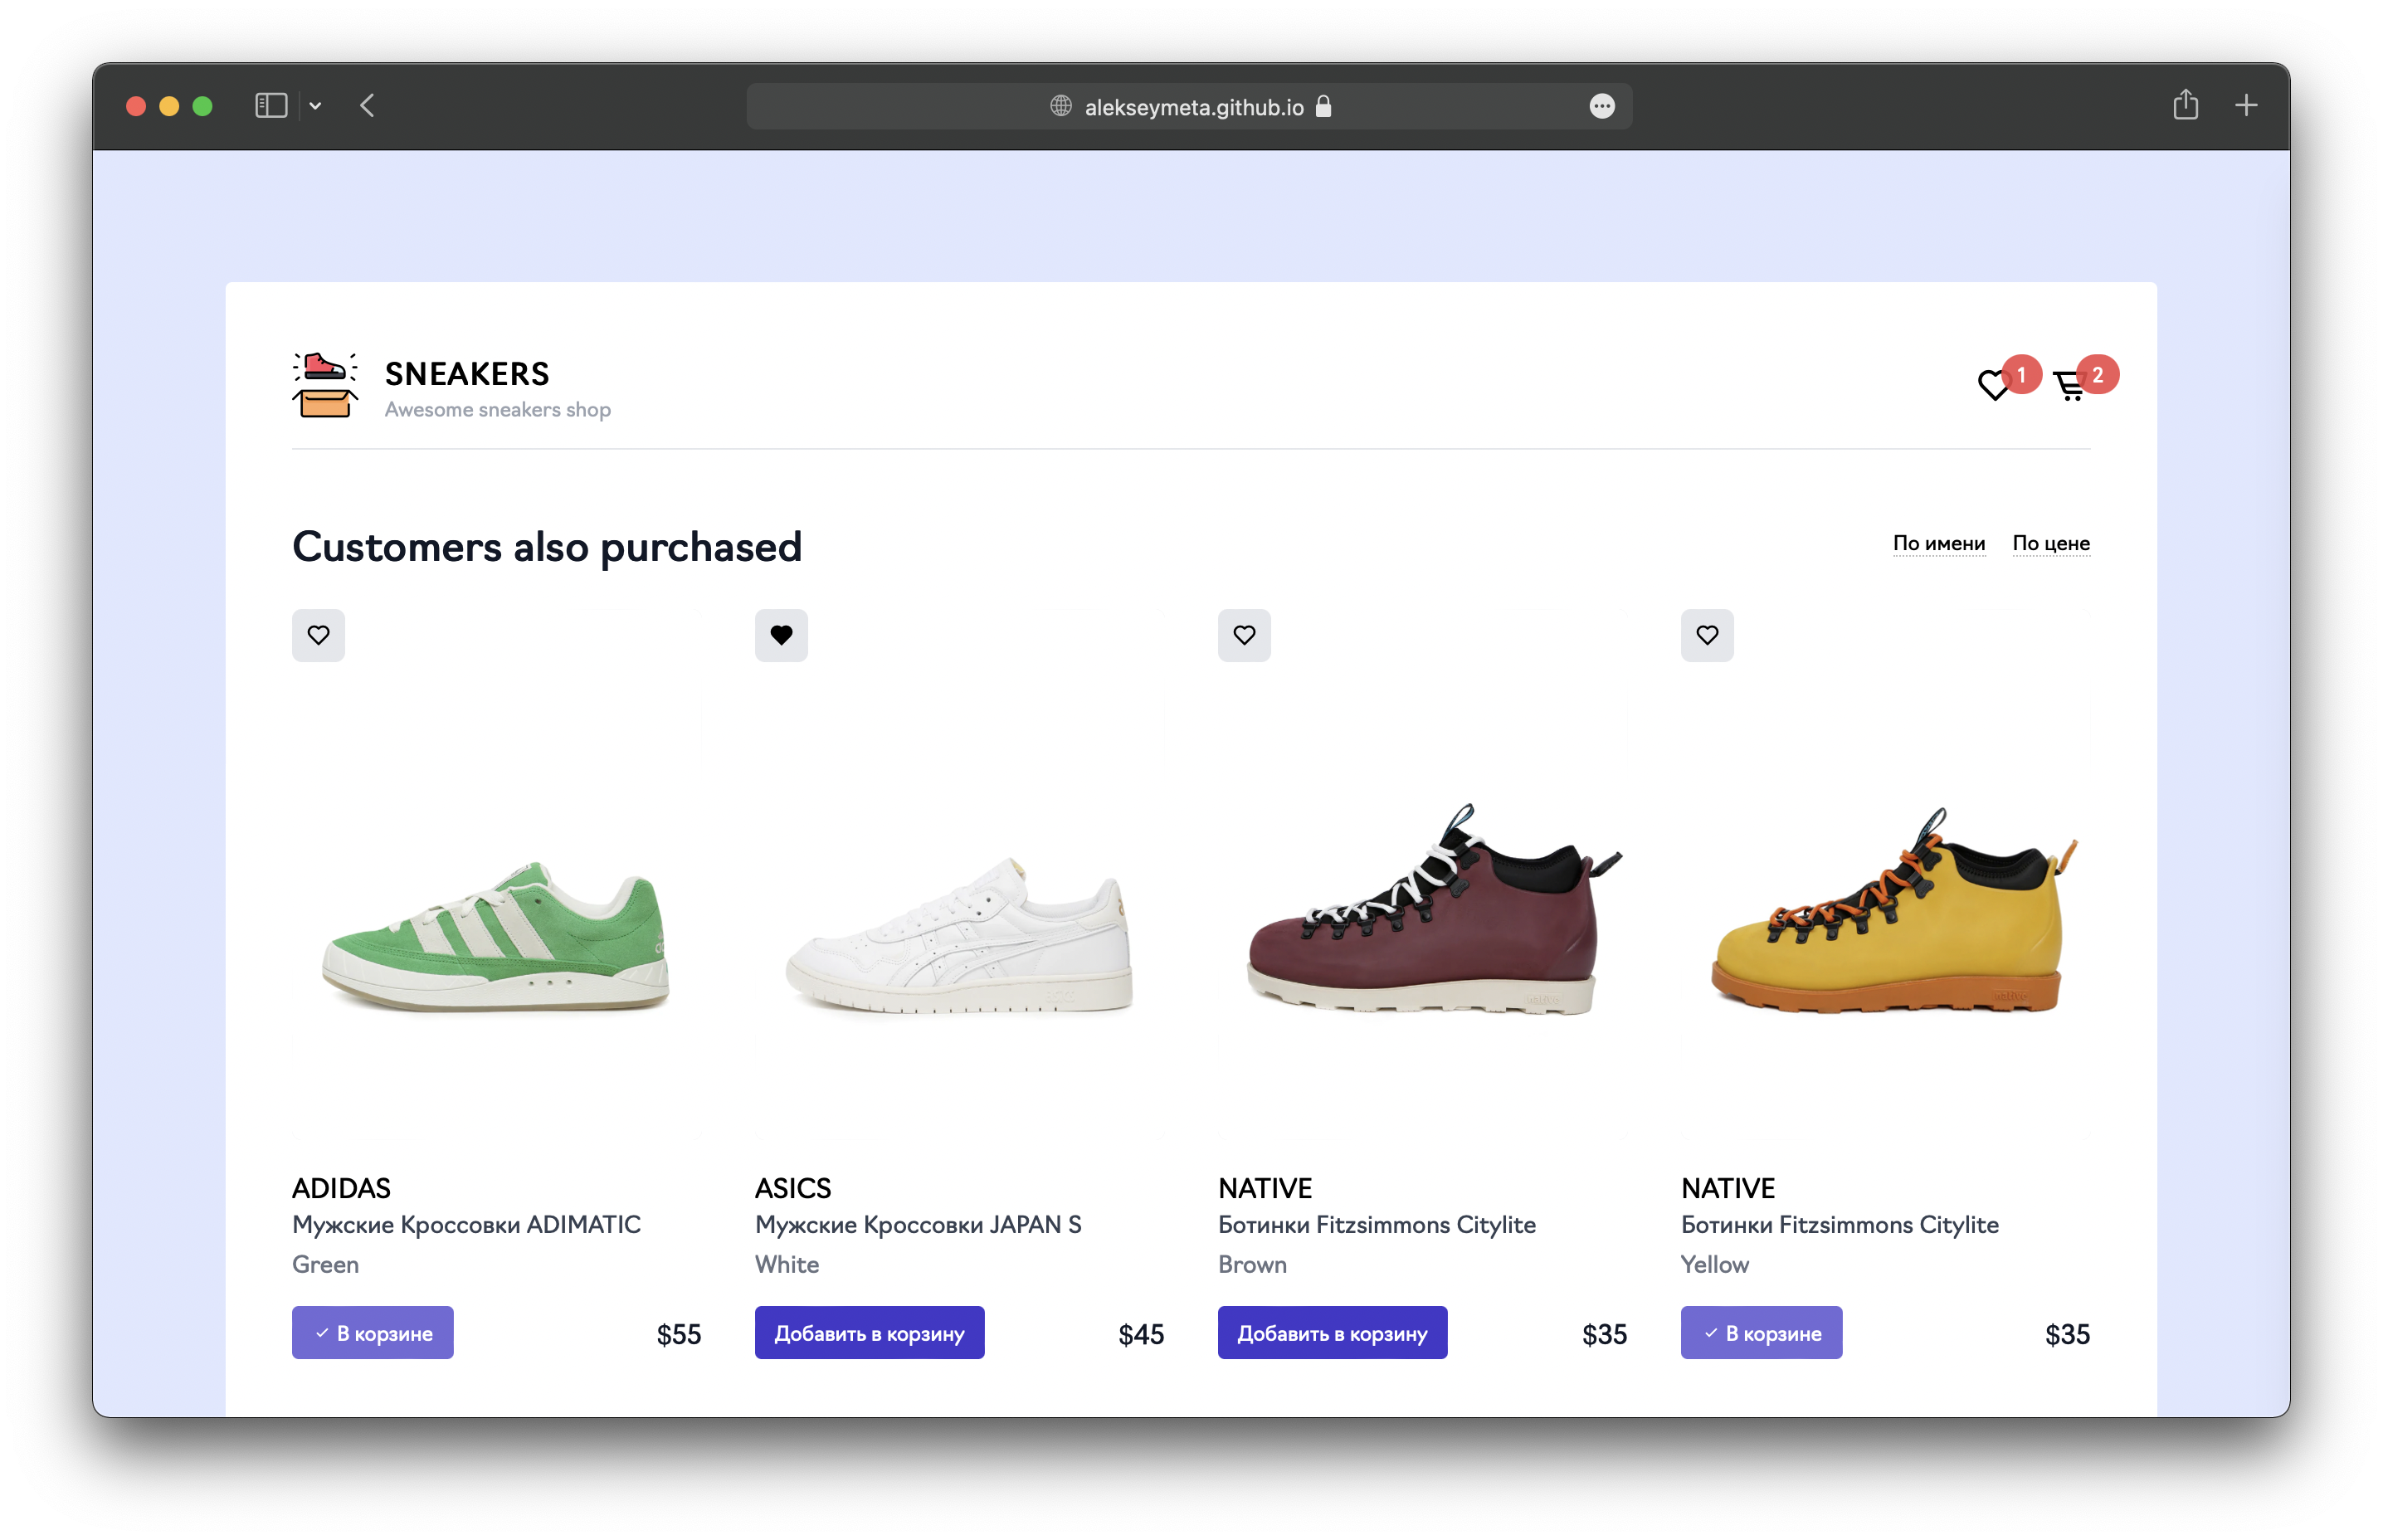 alekseymeta.github.io
SNEAKERS
1
2
Awesome sneakers shop
Customers also purchased
По имени
По цене
native
native
ADIDAS
Мужские Кроссовки ADIMATIC
Green
В корзине
$55
ASICS
Мужские Кроссовки JAPAN S
White
Добавить в корзину
$45
NATIVE
Ботинки Fitzsimmons Citylite
Brown
Добавить в корзину
$35
NATIVE
Ботинки Fitzsimmons Citylite
Yellow
В корзине
$35